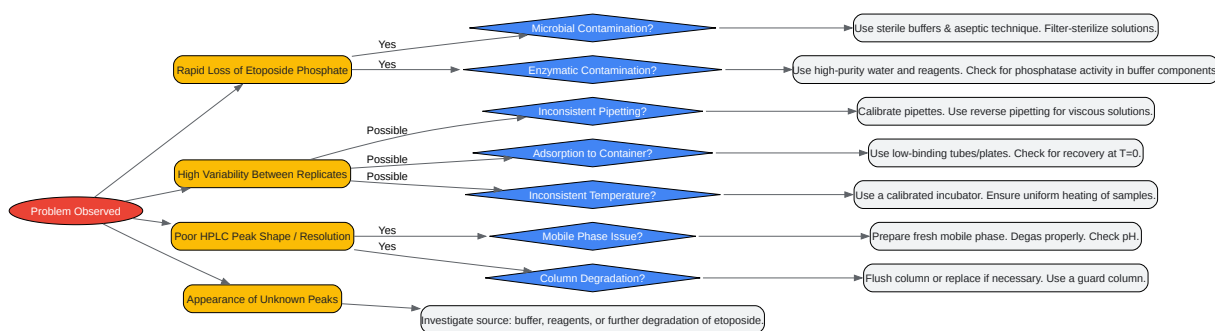 Microbial Contamination?
Use sterile buffers & aseptic technique. Filter-sterilize solutions.
Yes
Rapid Loss of Etoposide Phosphate
Yes
Enzymatic Contamination?
Use high-purity water and reagents. Check for phosphatase activity in buffer components
Inconsistent Pipetting?
Calibrate pipettes. Use reverse pipetting for viscous solutions.
Possible
Adsorption to Container?
Use low-binding tubes/plates. Check for recovery at T=0.
Possible
High Variability Between Replicates
Possible
Inconsistent Temperature?
Use a calibrated incubator. Ensure uniform heating of samples.
Problem Observed
Poor HPLC Peak Shape / Resolution
Yes
Mobile Phase Issue?
Prepare fresh mobile phase. Degas properly. Check pH.
Yes
Column Degradation?
Flush column or replace if necessary. Use a guard column.
Appearance of Unknown Peaks
Investigate source: buffer, reagents, or further degradation of etoposide.